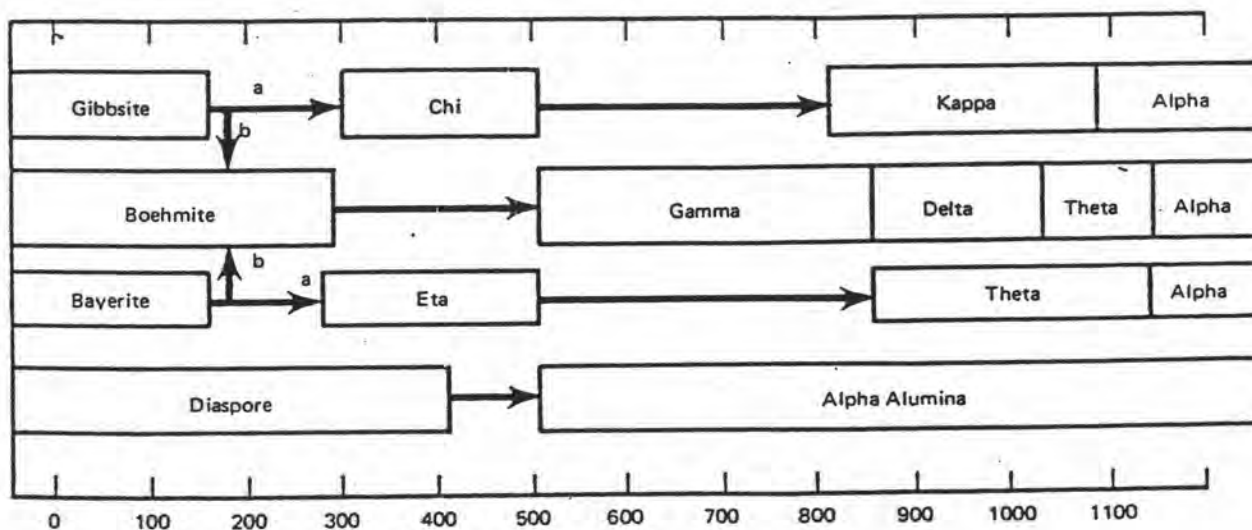 a
Gibbsite Chi Kappa Alpha
b
Boehmite Gamma Delta Theta Alpha
b
a
Bayerite Eta Theta Alpha
Diaspore Alpha Alumina
0 100 200 300 400 500 600 700 800 900 1000 1100